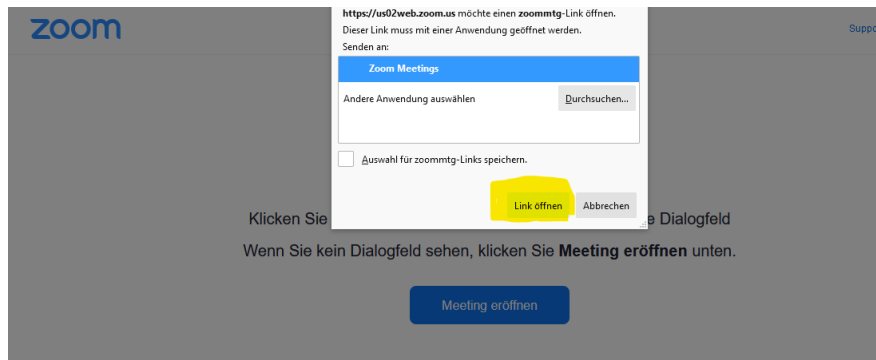 zoom
Suppo
https://us02web.zoom.us möchte einen zoommtg-Link öffnen.
Dieser Link muss mit einer Anwendung geöffnet werden.
Senden an:
Zoom Meetings
Andere Anwendung auswählen
Durchsuchen...
Auswahl für zoommtg-Links speichern.
Link öffnen Abbrechen
Klicken Sie e Dialogfeld
Wenn Sie kein Dialogfeld sehen, klicken Sie Meeting eröffnen unten.
Meeting eröffnen